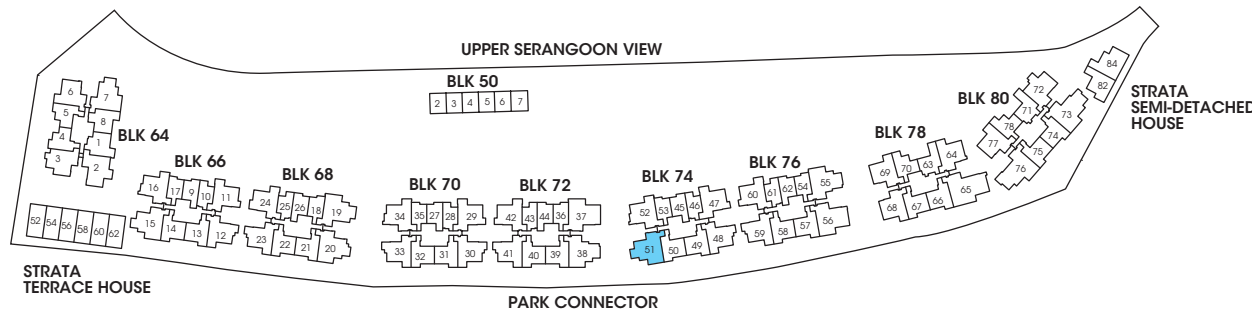 UPPER SERANGOON VIEW
BLK 50
2 3 4 5 6 7
BLK 64
6 7
5 8
4 1
3 2
BLK 66
16 17 9 10 11
15 14 13 12
BLK 68
24 25 26 18 19
23 22 21 20
BLK 70
34 35 27 28 29
33 32 31 30
BLK 72
42 43 44 36 37
41 40 39 38
BLK 74
52 53 45 46 47
51 50 49 48
BLK 76
60 61 62 54 55
59 58 57 56
BLK 78
69 70 63 64
68 67 66 65
BLK 80
72
71 73
78 74
77 75
76
84
82
STRATA
SEMI-DETACHED
HOUSE
52 54 56 58 60 62
STRATA
TERRACE HOUSE
PARK CONNECTOR